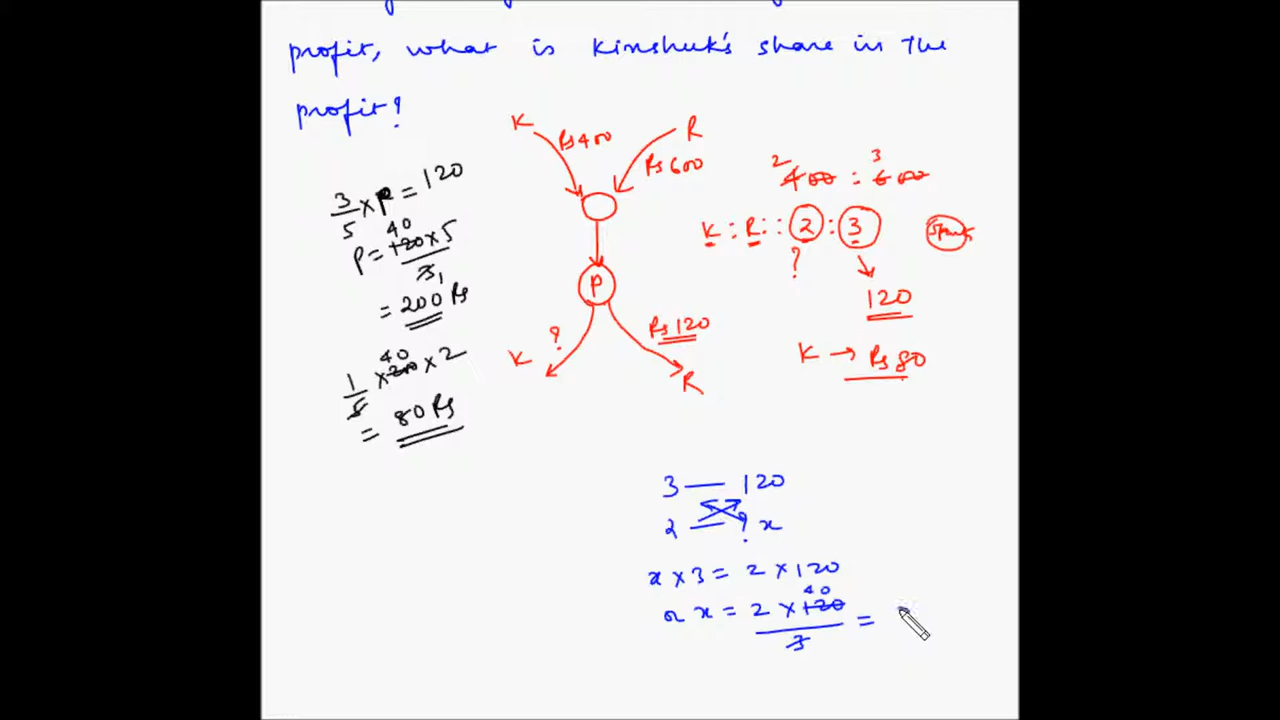 profit, what is Kinshuk's share in the
profit?
K Rs 400 R
Rs 600
3/5 × P = 120
40
P = 120 × 5
3 1
= 200 Rs
40
1/5 × 200 × 2
= 80 Rs
P
? Rs 120
K R
2 3
400 : 600
K : R :: 2 : 3
?
120
K → Rs 80
3 — 120
2 — ? x
x × 3 = 2 × 120
40
or x = 2 × 120 =
3